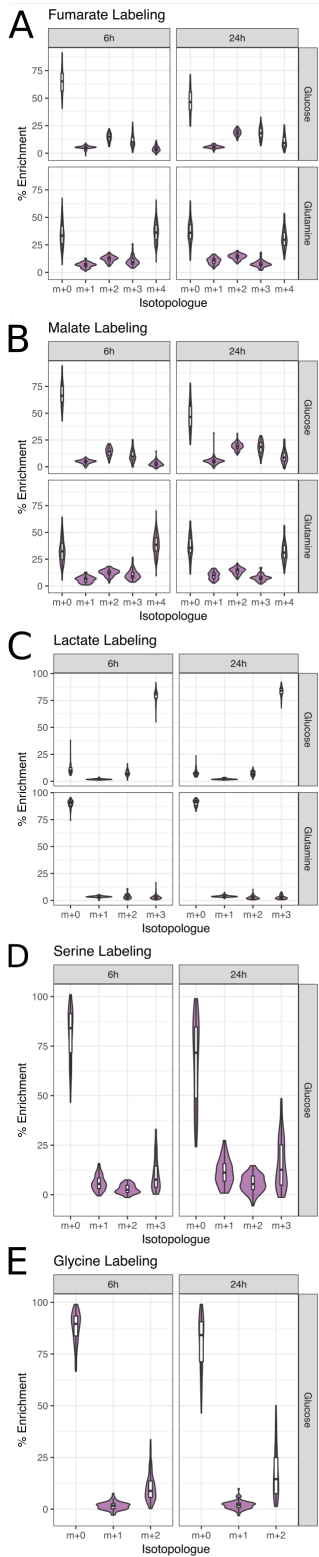 A
Fumarate Labeling
6h
24h
75
50
25
0
Glucose
75
50
25
0
Glutamine
% Enrichment
% Enrichment
m+0 m+1 m+2 m+3 m+4 m+0 m+1 m+2 m+3 m+4
Isotopologue
B
Malate Labeling
6h
24h
75
50
25
0
Glucose
75
50
25
0
Glutamine
% Enrichment
% Enrichment
m+0 m+1 m+2 m+3 m+4 m+0 m+1 m+2 m+3 m+4
Isotopologue
C
Lactate Labeling
6h
24h
100
75
50
25
0
Glucose
100
75
50
25
0
Glutamine
% Enrichment
% Enrichment
m+0 m+1 m+2 m+3 m+0 m+1 m+2 m+3
Isotopologue
D
Serine Labeling
6h
24h
100
75
50
25
0
Glucose
% Enrichment
m+0 m+1 m+2 m+3 m+0 m+1 m+2 m+3
Isotopologue
E
Glycine Labeling
6h
24h
100
75
50
25
0
Glucose
% Enrichment
m+0 m+1 m+2 m+0 m+1 m+2
Isotopologue